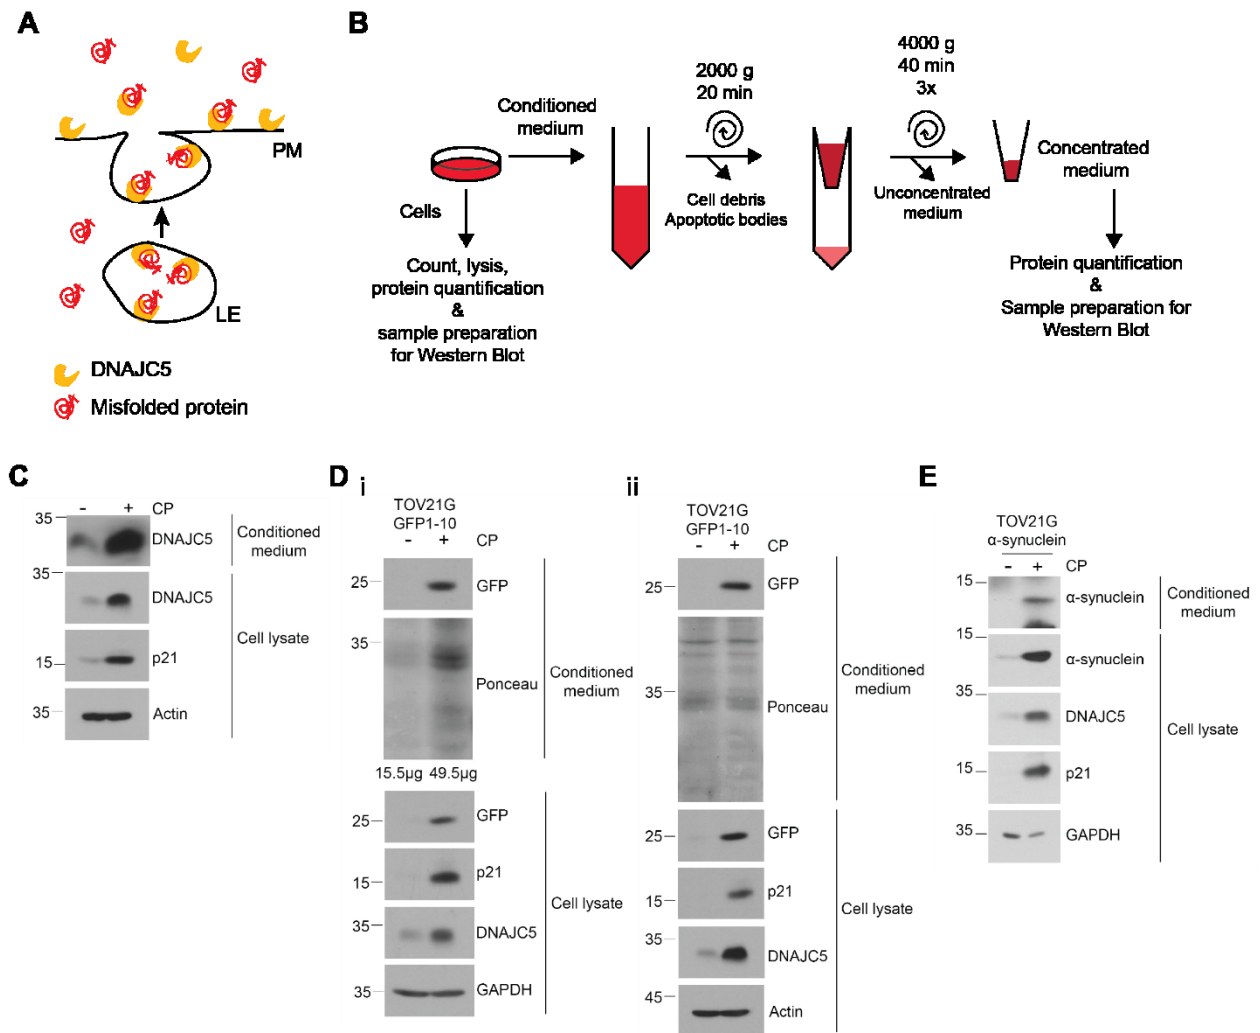 A
PM
LE
DNAJC5
Misfolded protein
B
Conditioned
medium
2000 g
20 min
4000 g
40 min
3x
Cells
Cell debris
Apoptotic bodies
Unconcentrated
medium
Concentrated
medium
Count, lysis,
protein quantification
&
sample preparation
for Western Blot
Protein quantification
&
Sample preparation for
Western Blot
C
- + CP
35 DNAJC5
Conditioned
medium
35 DNAJC5
15 p21
35 Actin
Cell lysate
D
i
TOV21G
GFP1-10
- + CP
25 GFP
35 Ponceau
Conditioned
medium
15.5µg 49.5µg
25 GFP
15 p21
35 DNAJC5
35 GAPDH
Cell lysate
ii
TOV21G
GFP1-10
- + CP
25 GFP
35 Ponceau
Conditioned
medium
25 GFP
15 p21
35 DNAJC5
45 Actin
Cell lysate
E
TOV21G
α-synuclein
- + CP
15 α-synuclein
Conditioned
medium
15 α-synuclein
35 DNAJC5
15 p21
35 GAPDH
Cell lysate